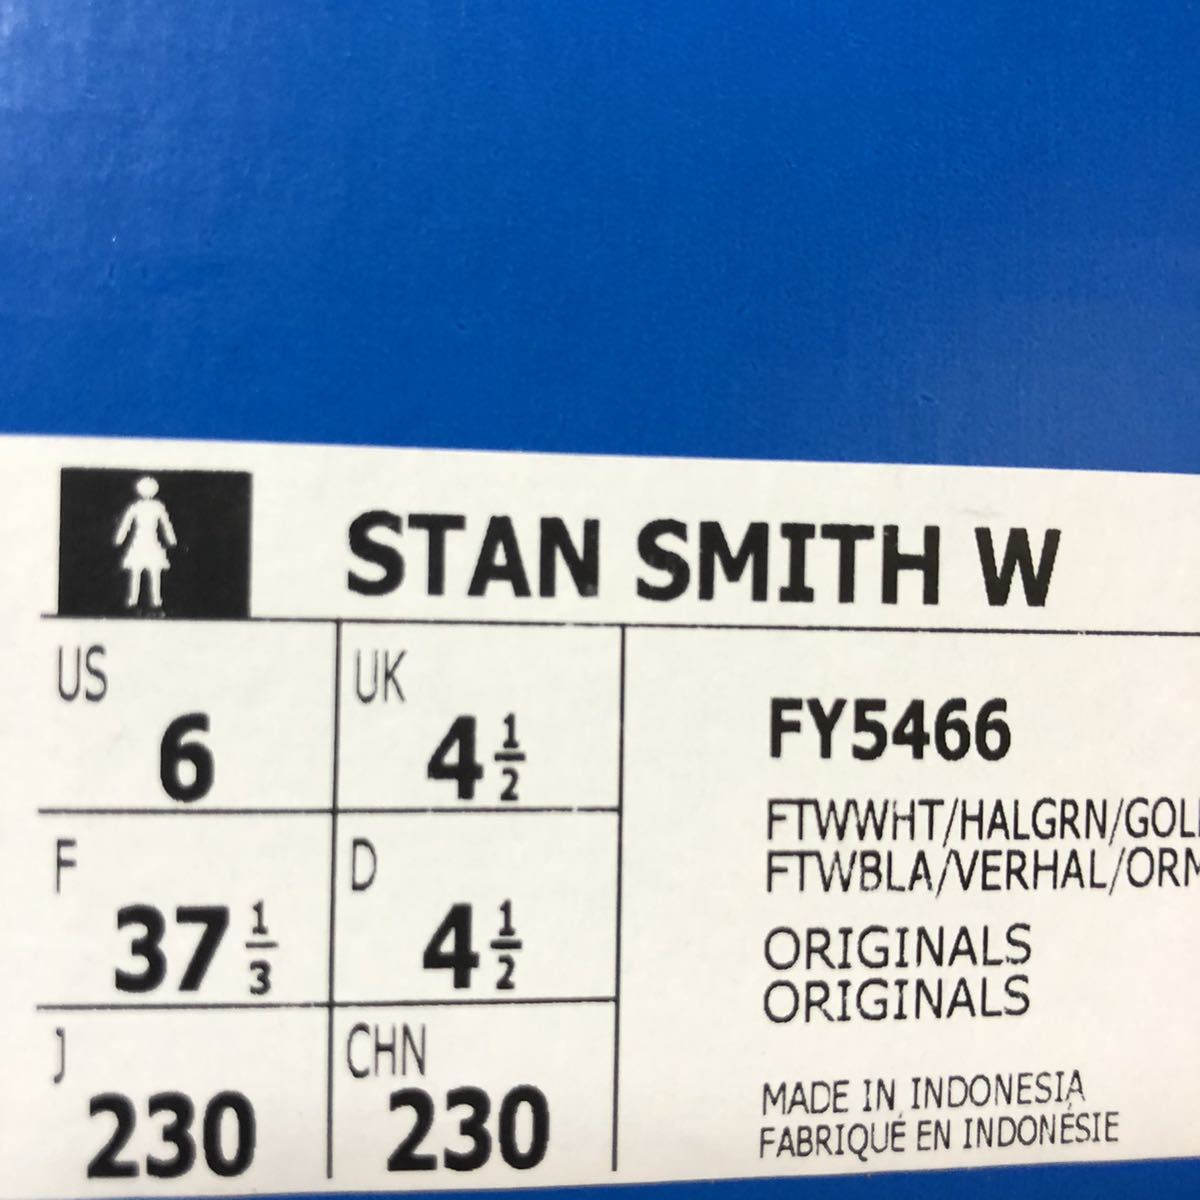 STAN SMITH W
US 6 UK 4 1/2
F 37 1/3 D 4 1/2
J 230 CHN 230
FY5466
FTWWHT/HALGRN/GOL
FTWBLA/VERHAL/ORM
ORIGINALS
ORIGINALS
MADE IN INDONESIA
FABRIQUÉ EN INDONÉSIE